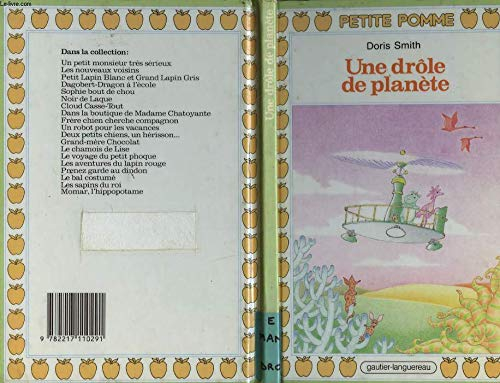 Le-livre.com
Dans la collection:
Un petit monsieur très sérieux
Les nouveaux voisins
Petit Lapin Blanc et Grand Lapin Gris
Dagobert-Dragon à l'école
Sophie bout de chou
Noir de Laque
Cloud Casse-Tout
Dans la boutique de Madame Chatoyante
Frère chien cherche compagnon
Un robot pour les vacances
Deux petits chiens, un hérisson...
Grand-mère Chocolat
Le chamois de Lise
Le voyage du petit phoque
Les aventures du lapin rouge
Prenez garde au dindon
Le bal costumé
Les sapins du roi
Momar, l'hippopotame
9 782217 110291
Une drôle de planète
E
MAN
DRO
PETITE POMME
Doris Smith
Une drôle
de planète
gautier-languereau